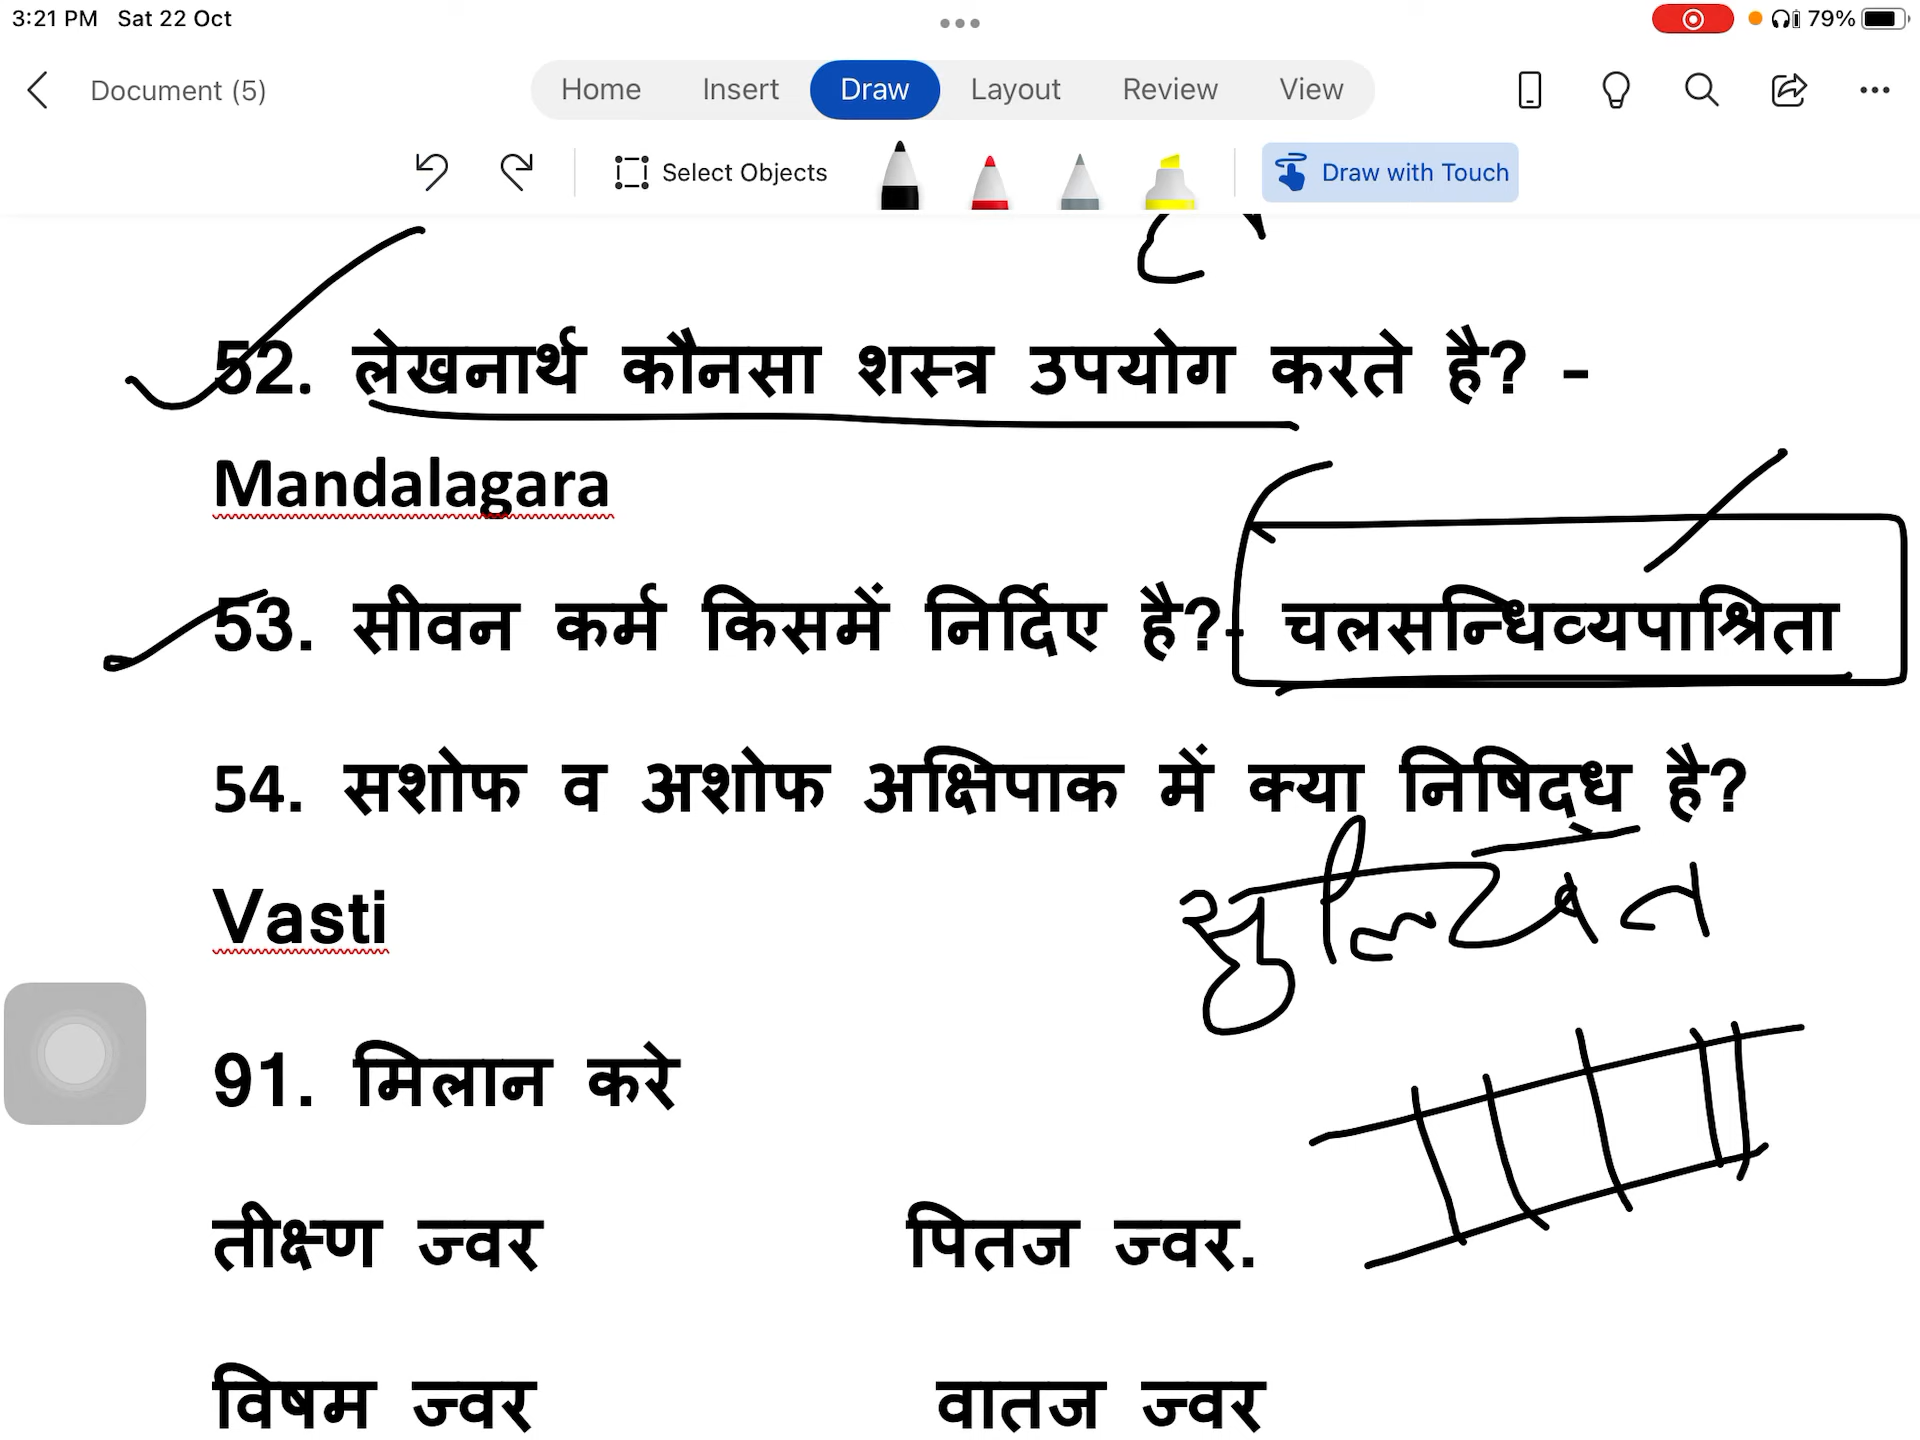 3:21 PM Sat 22 Oct 79%
Document (5) Home Insert Draw Layout Review View
Select Objects Draw with Touch
52. लेखनार्थ कौनसा शस्त्र उपयोग करते है? -
Mandalagara
53. सीवन कर्म किसमें निर्दिए है?- चलसन्धिव्यपाश्रिता
54. सशोफ व अशोफ अक्षिपाक में क्या निषिद्ध है?
Vasti
91. मिलान करे
तीक्ष्ण ज्वर पितज ज्वर.
विषम ज्वर वातज ज्वर